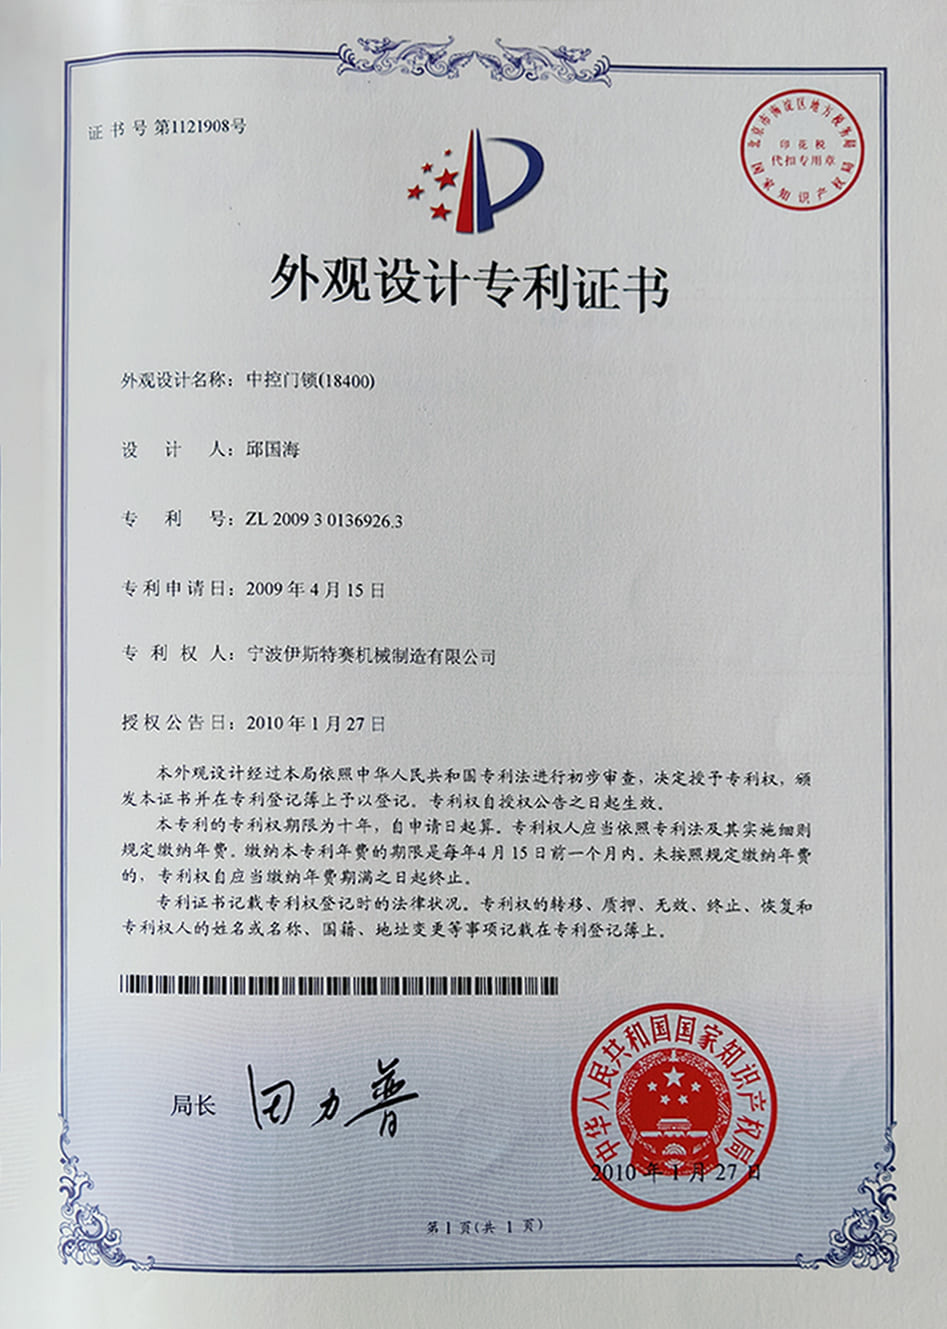 证书号第1121908号
北京市海淀区地方税务局
印花税
代扣专用章
国家知识产权局
外观设计专利证书
外观设计名称：中控门锁(18400)
设计人：邱国海
专利号：ZL 2009 3 0136926.3
专利申请日：2009年4月15日
专利权人：宁波伊斯特赛机械制造有限公司
授权公告日：2010年1月27日
本外观设计经过本局依照中华人民共和国专利法进行初步审查，决定授予专利权，颁
发本证书并在专利登记簿上予以登记。专利权自授权公告之日起生效。
本专利的专利权期限为十年，自申请日起算。专利权人应当依照专利法及其实施细则
规定缴纳年费。缴纳本专利年费的期限是每年4月15日前一个月内。未按照规定缴纳年费
的，专利权自应当缴纳年费期满之日起终止。
专利证书记载专利权登记时的法律状况。专利权的转移、质押、无效、终止、恢复和
专利权人的姓名或名称、国籍、地址变更等事项记载在专利登记簿上。
局长 田力普
中华人民共和国国家知识产权局
2010年1月27日
第1页(共1页)